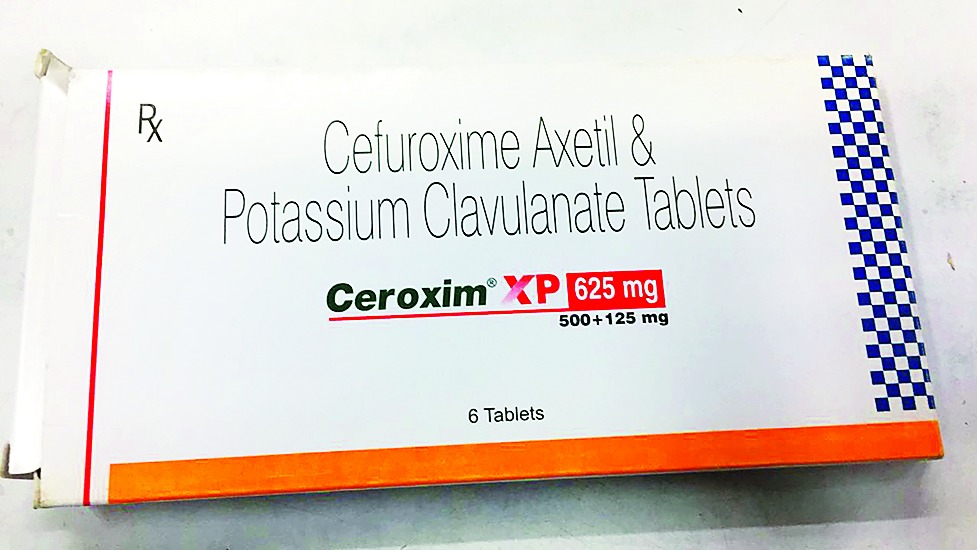 Rx
Cefuroxime Axetil &
Potassium Clavulanate Tablets
Ceroxim® XP 625 mg
500+125 mg
6 Tablets